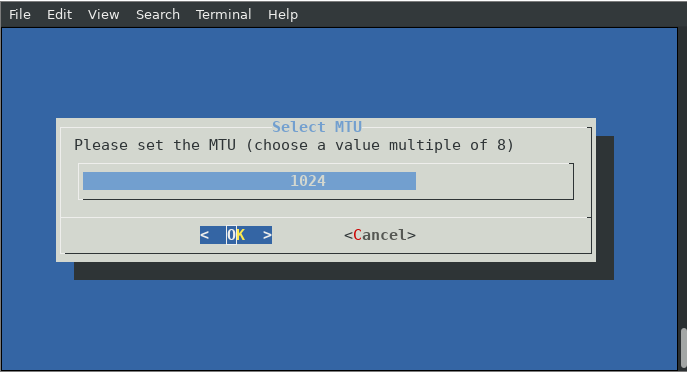 File Edit View Search Terminal Help
Select MTU
Please set the MTU (choose a value multiple of 8)
1024
< OK > <Cancel>